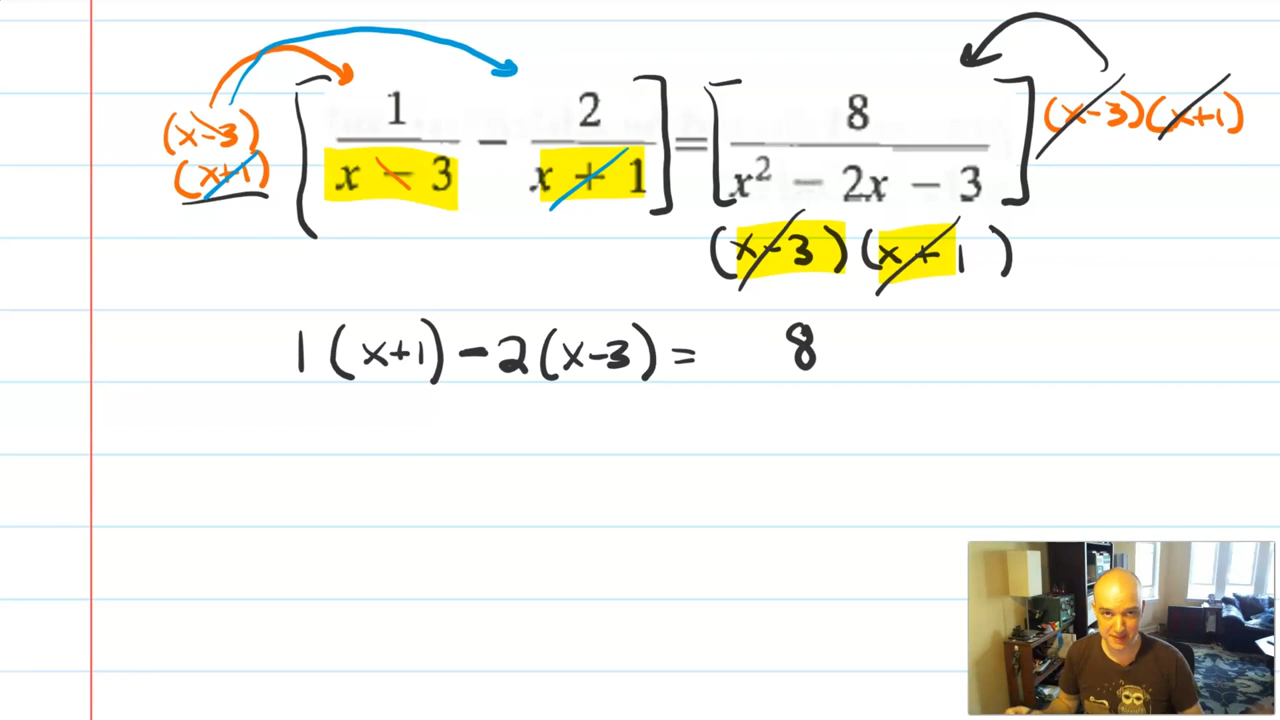 (x-3) [ 1/(x − 3) − 2/(x + 1) ] = [ 8/(x² − 2x − 3) ] (x-3)(x+1)
(x+1)
(x-3)(x+1)
1(x+1) - 2(x-3) = 8